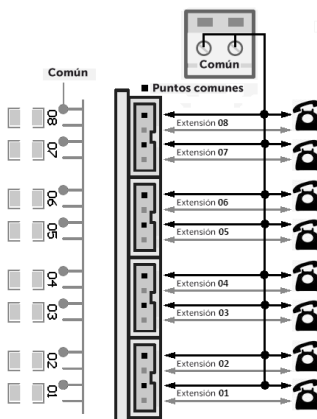 Común
Común
Puntos comunes
08
Extensión 08
07
Extensión 07
06
Extensión 06
05
Extensión 05
04
Extensión 04
03
Extensión 03
02
Extensión 02
01
Extensión 01